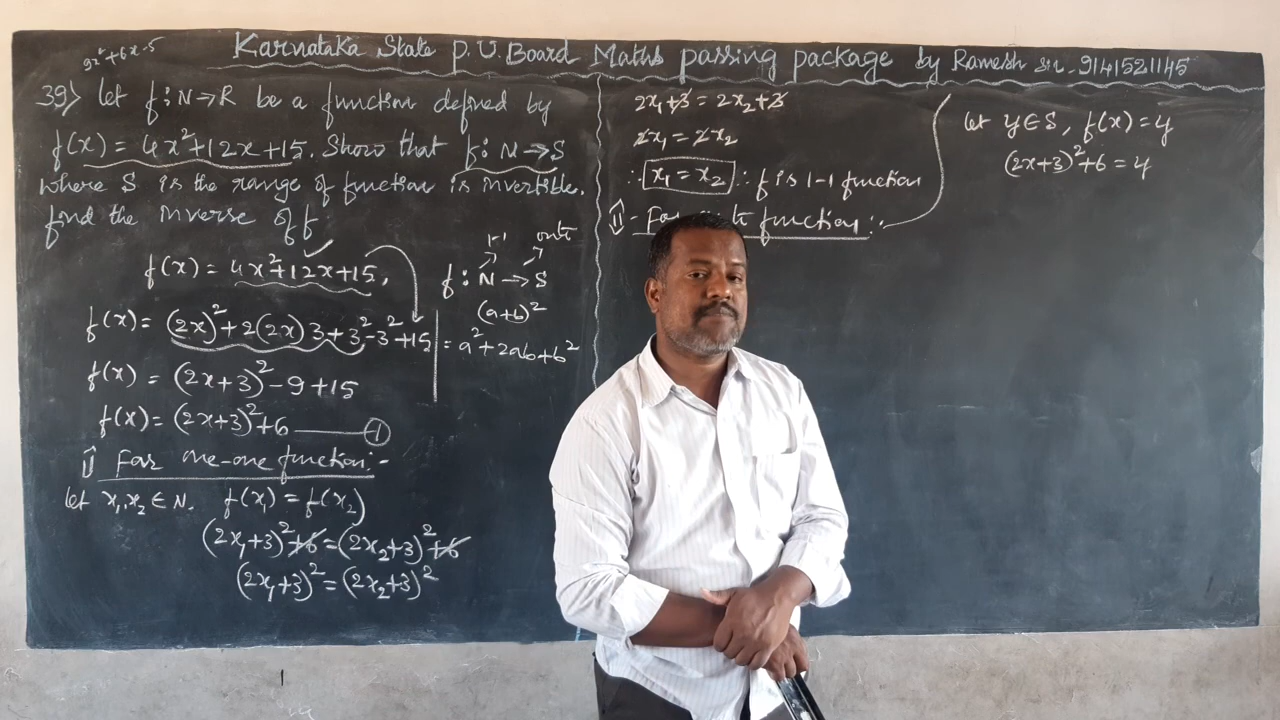 9x²+6x-5
Karnataka State P.U. Board Maths passing package by Ramesh sir-9141521145
39) Let f:N→R be a function defined by
f(x) = 4x²+12x+15. Show that f: N→S
where S is the range of function is invertible.
find the inverse of f.
f(x) = 4x²+12x+15,
f(x) = (2x)²+2(2x)3+3²-3²+15
f(x) = (2x+3)²-9+15
f(x) = (2x+3)²+6 ——①
i) For one-one function:-
let x₁,x₂ ∈ N. f(x₁) = f(x₂)
(2x₁+3)²+6 = (2x₂+3)²+6
(2x₁+3)² = (2x₂+3)²
1-1 onto
f: N → S
(a+b)²
= a²+2ab+b²
2x₁+3 = 2x₂+3
2x₁ = 2x₂
∴ x₁ = x₂ ∴ f is 1-1 function
ii) - For function:-
let y∈S, f(x) = y
(2x+3)²+6 = y